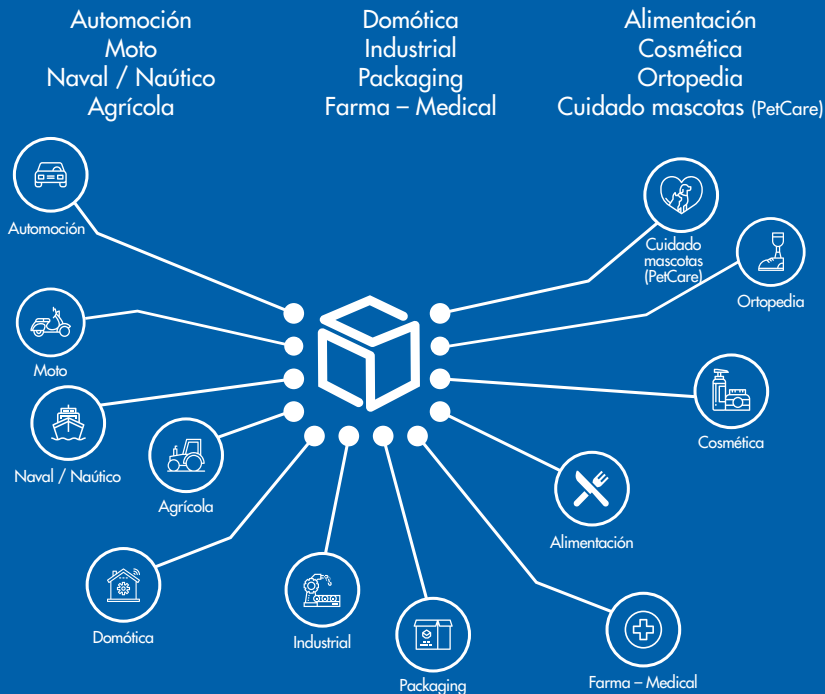 Automoción
Moto
Naval / Naútico
Agrícola
Domótica
Industrial
Packaging
Farma – Medical
Alimentación
Cosmética
Ortopedia
Cuidado mascotas (PetCare)
Automoción
Cuidado
mascotas
(PetCare)
Ortopedia
Moto
Cosmética
Naval / Naútico
Agrícola
Alimentación
Domótica
Industrial
Packaging
Farma – Medical